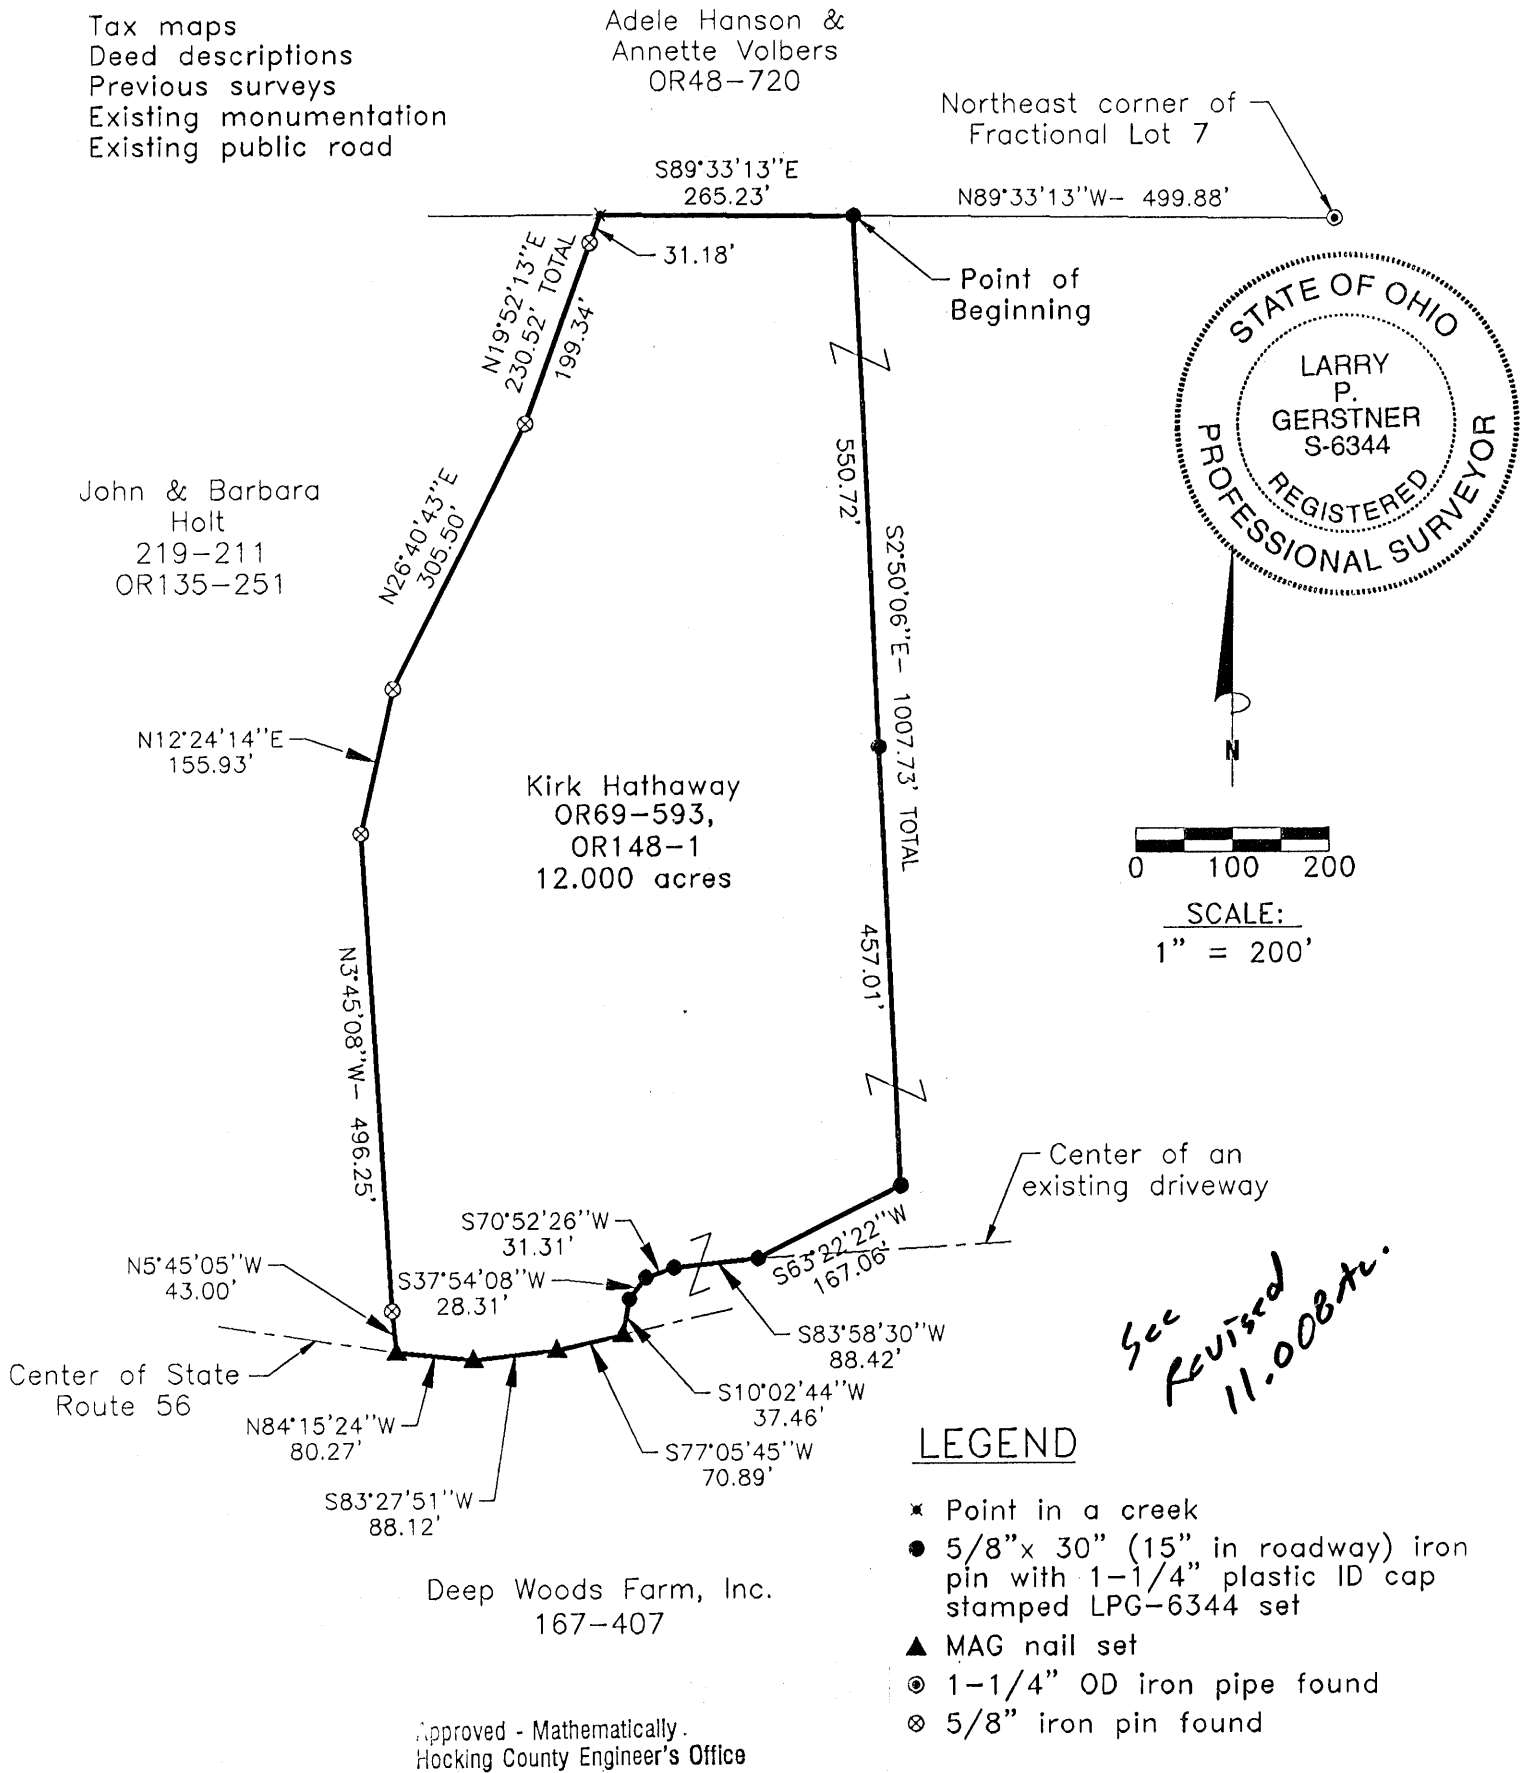 Tax maps
Deed descriptions
Previous surveys
Existing monumentation
Existing public road
Adele Hanson &
Annette Volbers
OR48-720
Northeast corner of
Fractional Lot 7
S89°33'13"E
265.23'
N89°33'13"W- 499.88'
31.18'
Point of
Beginning
N19°52'13"E
230.52' TOTAL
199.34'
STATE OF OHIO
LARRY
P.
GERSTNER
S-6344
REGISTERED
PROFESSIONAL SURVEYOR
550.72'
John & Barbara
Holt
219-211
OR135-251
N26°40'43"E
305.50'
S2°50'06"E- 1007.73' TOTAL
N12°24'14"E
155.93'
N
Kirk Hathaway
OR69-593,
OR148-1
12.000 acres
0 100 200
SCALE:
1" = 200'
457.01'
N3°45'08"W- 496.25'
Center of an
existing driveway
S70°52'26"W
31.31'
S63°22'22"W
167.06'
N5°45'05"W
43.00'
S37°54'08"W
28.31'
S83°58'30"W
88.42'
See
Revised
11.008 Ac.
Center of State
Route 56
S10°02'44"W
37.46'
N84°15'24"W
80.27'
S77°05'45"W
70.89'
S83°27'51"W
88.12'
LEGEND
Point in a creek
5/8"x 30" (15" in roadway) iron
pin with 1-1/4" plastic ID cap
stamped LPG-6344 set
MAG nail set
1-1/4" OD iron pipe found
5/8" iron pin found
Deep Woods Farm, Inc.
167-407
Approved - Mathematically
Hocking County Engineer's Office